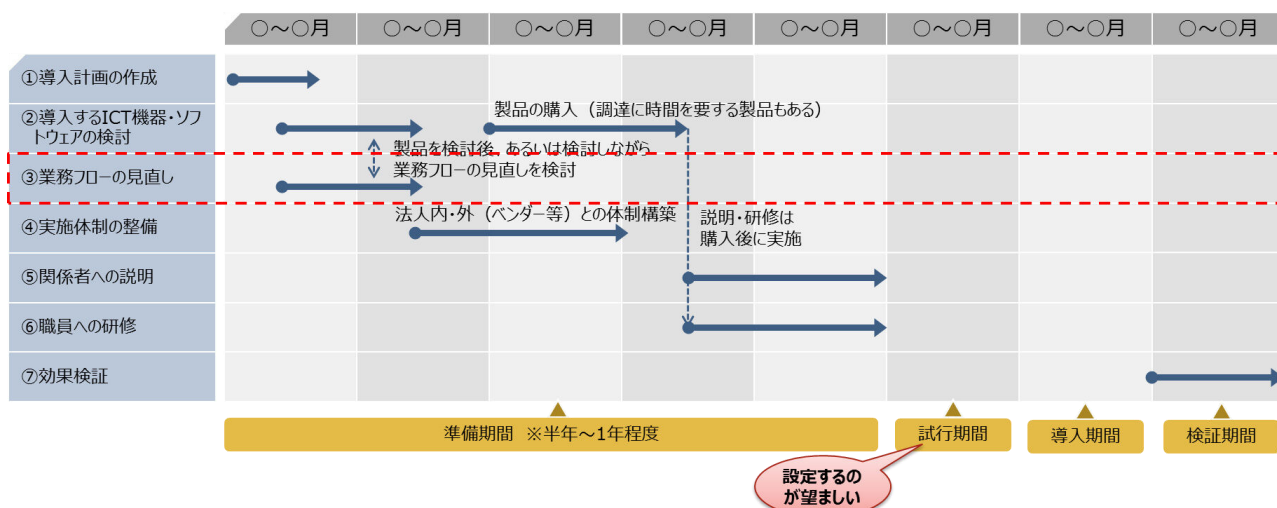 ○～○月
○～○月
○～○月
○～○月
○～○月
○～○月
○～○月
○～○月
①導入計画の作成
②導入するICT機器・ソフ
トウェアの検討
製品の購入（調達に時間を要する製品もある）
製品を検討後、あるいは検討しながら
業務フローの見直しを検討
③業務フローの見直し
④実施体制の整備
法人内・外（ベンダー等）との体制構築
説明・研修は
購入後に実施
⑤関係者への説明
⑥職員への研修
⑦効果検証
準備期間 ※半年～1年程度
試行期間
導入期間
検証期間
設定するの
が望ましい